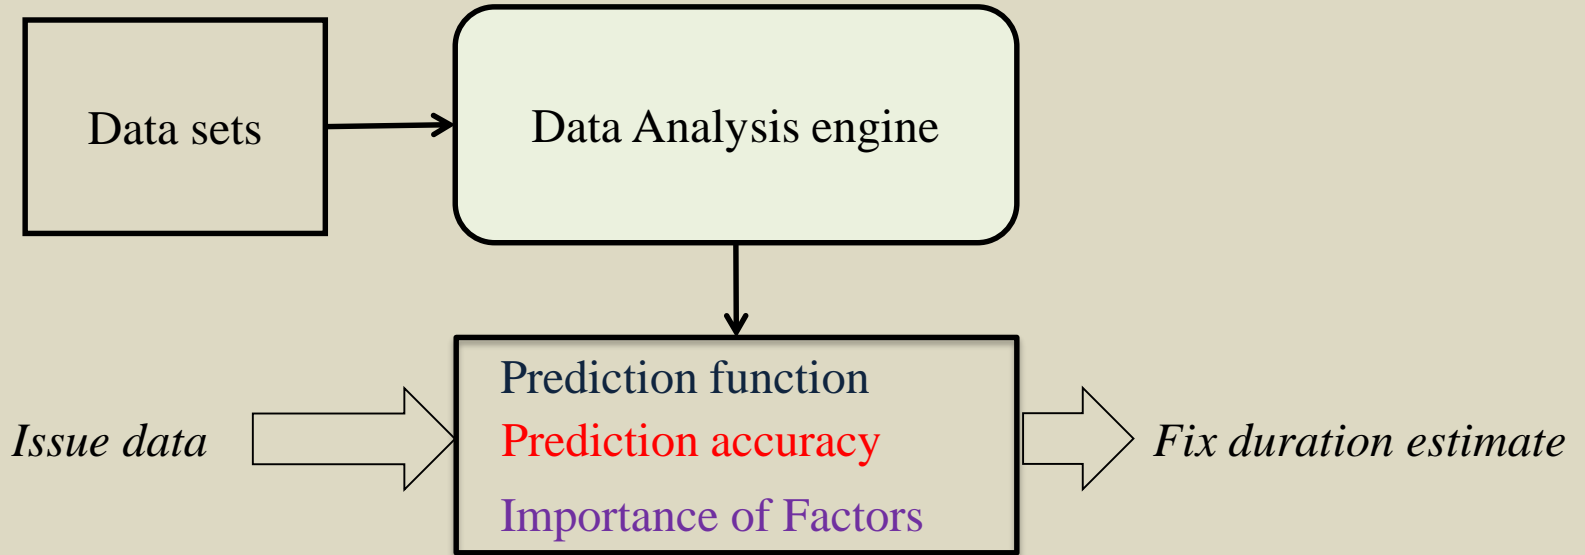 Data sets
Data Analysis engine
Prediction function
Issue data
Prediction accuracy
Fix duration estimate
Importance of Factors